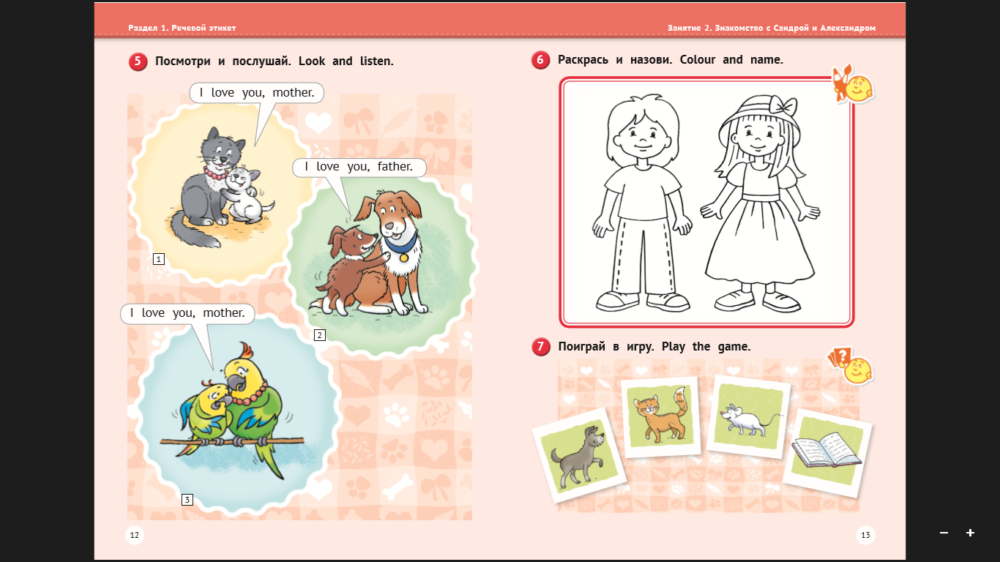 Раздел 1. Речевой этикет
5 Посмотри и послушай. Look and listen.
I love you, mother.
I love you, father.
1
I love you, mother.
2
3
12
Занятие 2. Знакомство с Сандрой и Александром
6 Раскрась и назови. Colour and name.
7 Поиграй в игру. Play the game.
?
13